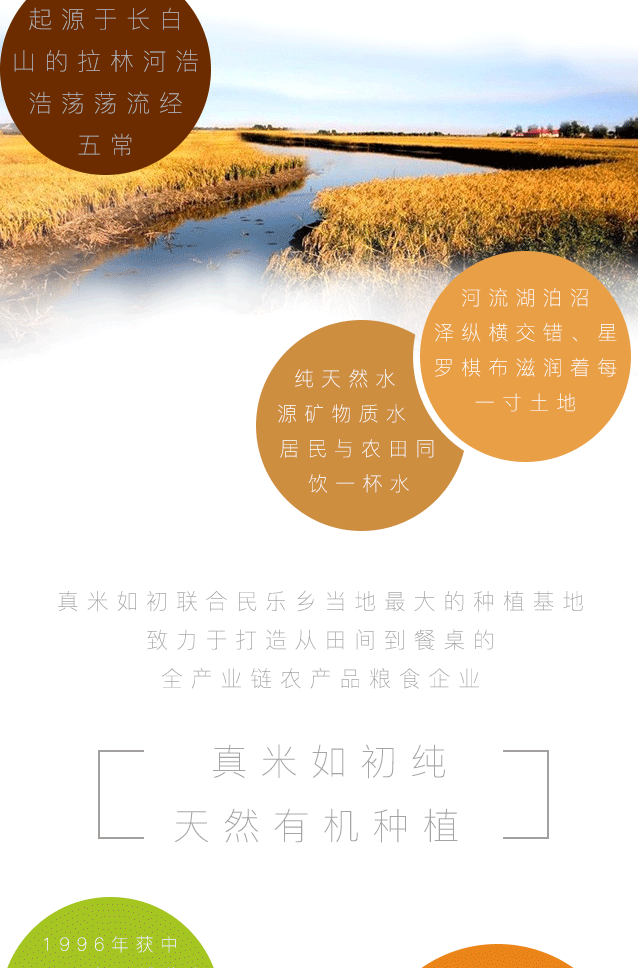 起源于长白
山的拉林河浩
浩荡荡流经
五常
河流湖泊沼
泽纵横交错、星
罗棋布滋润着每
一寸土地
纯天然水
源矿物质水
居民与农田同
饮一杯水
真米如初联合民乐乡当地最大的种植基地
致力于打造从田间到餐桌的
全产业链农产品粮食企业
真米如初纯
天然有机种植
1996年获中